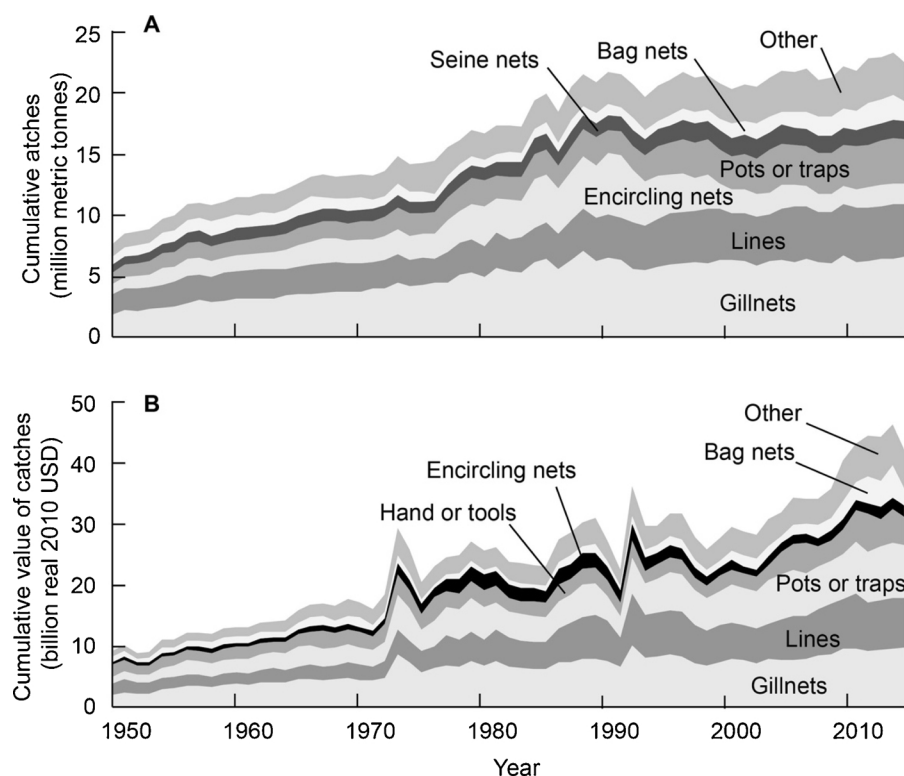 A
25
20
15
10
5
0
Cumulative atches
(million metric tonnes)
Seine nets
Bag nets
Other
Pots or traps
Encircling nets
Lines
Gillnets
B
50
40
30
20
10
0
Cumulative value of catches
(billion real 2010 USD)
Other
Bag nets
Encircling nets
Hand or tools
Pots or traps
Lines
Gillnets
1950 1960 1970 1980 1990 2000 2010
Year